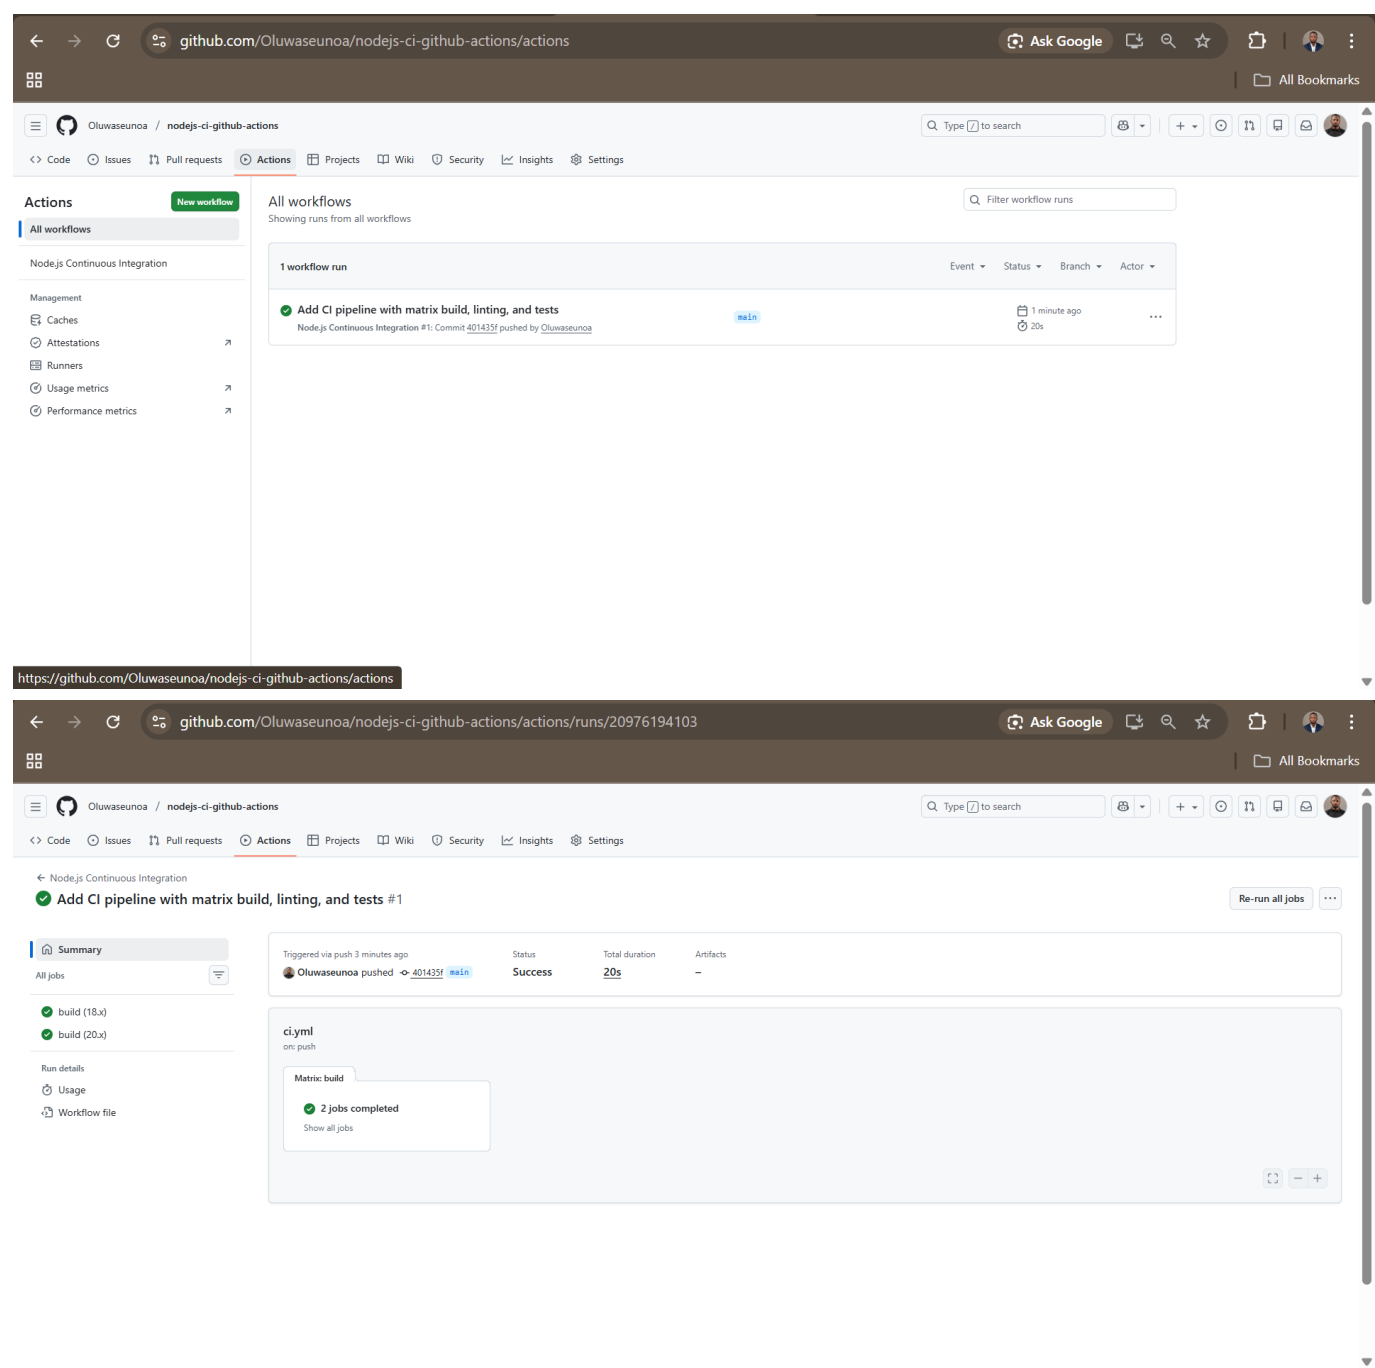 github.com/Oluwaseunoa/nodejs-ci-github-actions/actions
Ask Google
All Bookmarks
Oluwaseunoa / nodejs-ci-github-actions
Type / to search
Code
Issues
Pull requests
Actions
Projects
Wiki
Security
Insights
Settings
Actions
New workflow
All workflows
Node.js Continuous Integration
Management
Caches
Attestations
Runners
Usage metrics
Performance metrics
All workflows
Showing runs from all workflows
Filter workflow runs
1 workflow run
Event
Status
Branch
Actor
Add CI pipeline with matrix build, linting, and tests
Node.js Continuous Integration #1: Commit 401435f pushed by Oluwaseunoa
main
1 minute ago
20s
https://github.com/Oluwaseunoa/nodejs-ci-github-actions/actions
github.com/Oluwaseunoa/nodejs-ci-github-actions/actions/runs/20976194103
Ask Google
All Bookmarks
Oluwaseunoa / nodejs-ci-github-actions
Type / to search
Code
Issues
Pull requests
Actions
Projects
Wiki
Security
Insights
Settings
Node.js Continuous Integration
Add CI pipeline with matrix build, linting, and tests #1
Re-run all jobs
Summary
All jobs
build (18.x)
build (20.x)
Run details
Usage
Workflow file
Triggered via push 3 minutes ago
Oluwaseunoa pushed 401435f main
Status
Success
Total duration
20s
Artifacts
–
ci.yml
on: push
Matrix: build
2 jobs completed
Show all jobs